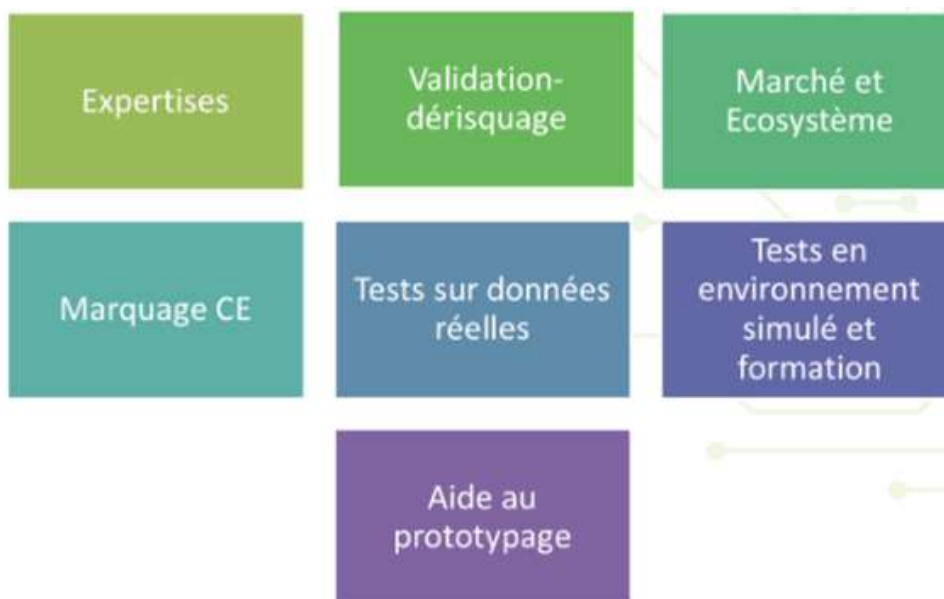 Expertises
Validation-
dérisquage
Marché et
Ecosystème
Marquage CE
Tests sur données
réelles
Tests en
environnement
simulé et
formation
Aide au
prototypage